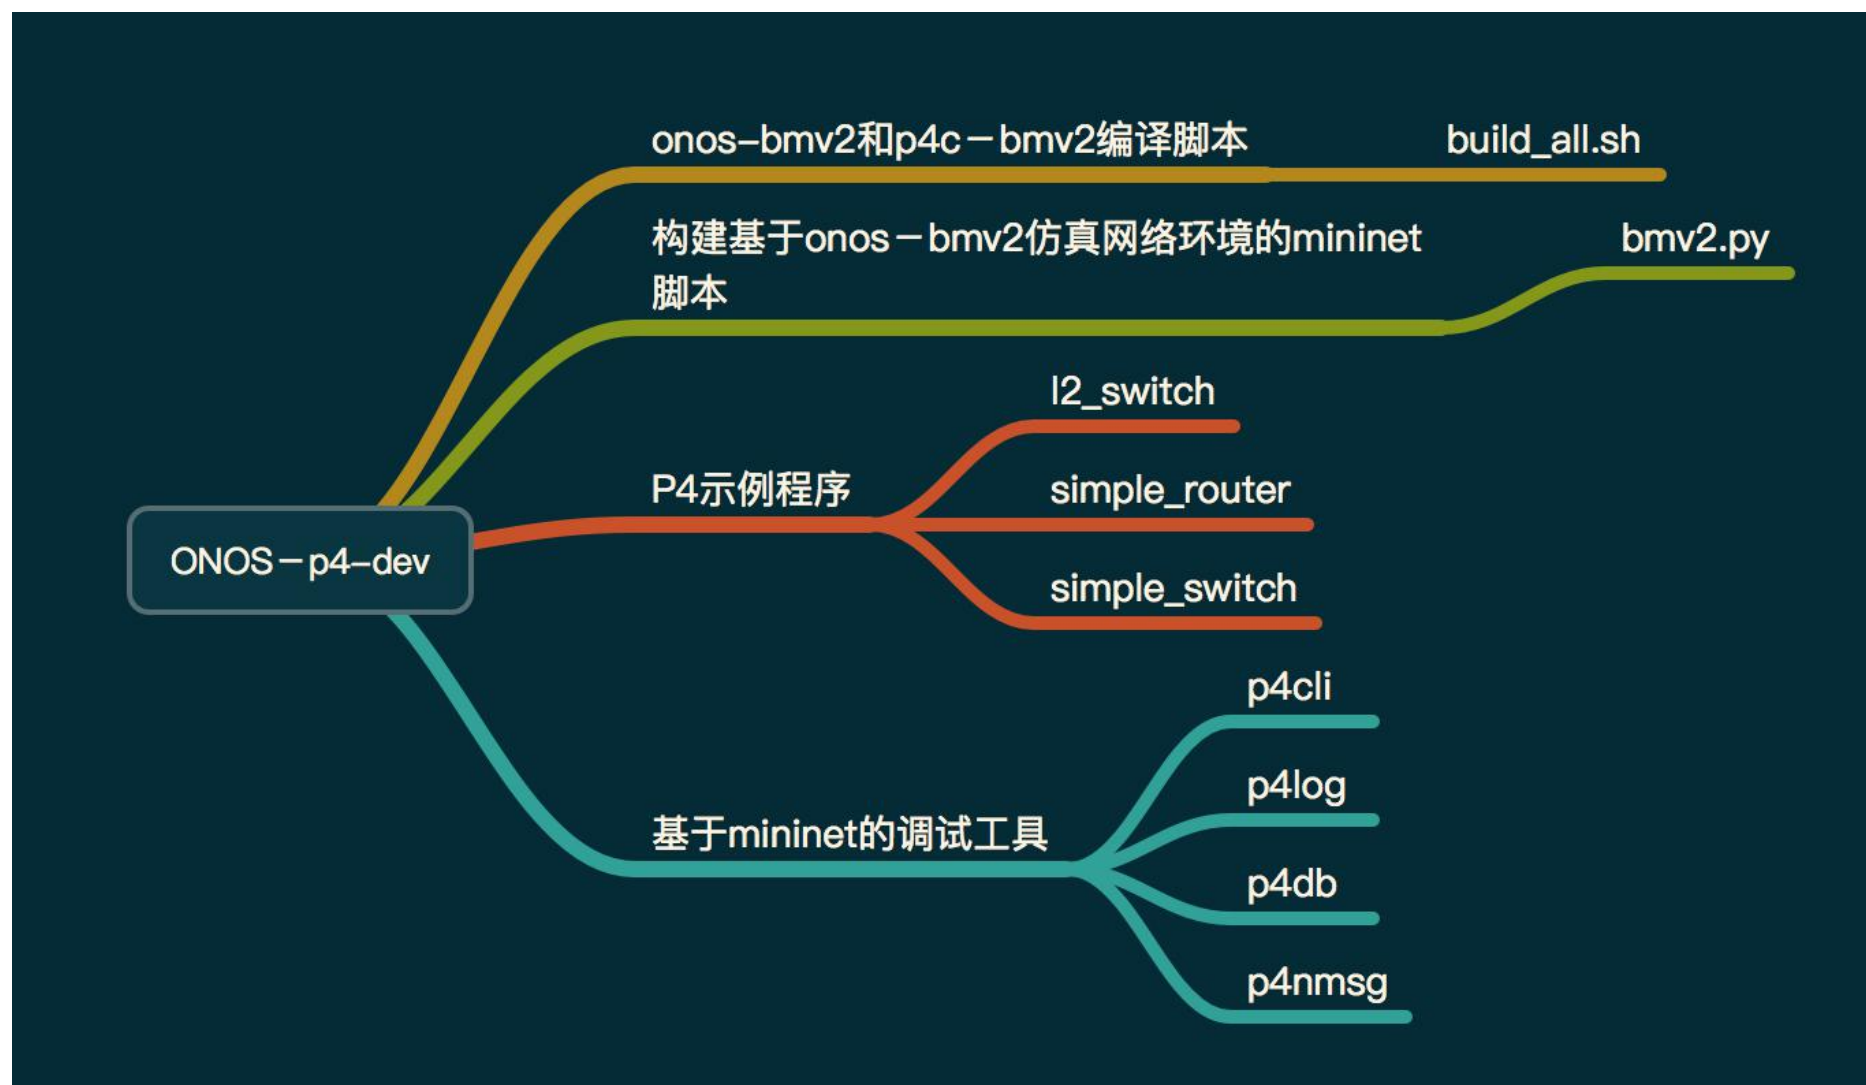 onos-bmv2和p4c－bmv2编译脚本
build_all.sh
构建基于onos－bmv2仿真网络环境的mininet
脚本
bmv2.py
P4示例程序
l2_switch
simple_router
simple_switch
ONOS－p4-dev
基于mininet的调试工具
p4cli
p4log
p4db
p4nmsg